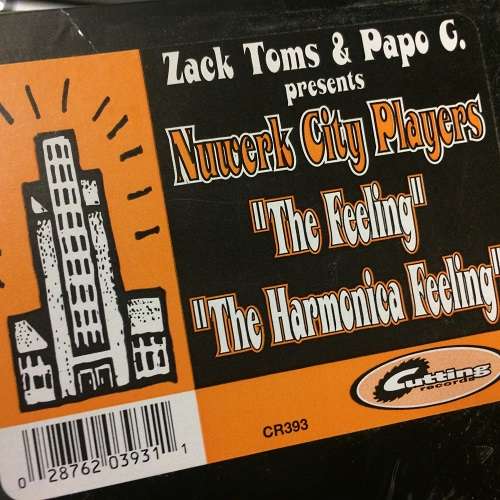 Zack Toms & Papo G.
presents
Nuwerk City Players
"The Feeling"
"The Harmonica Feeling"
Cutting
records
CR393
0 28762 03931 1